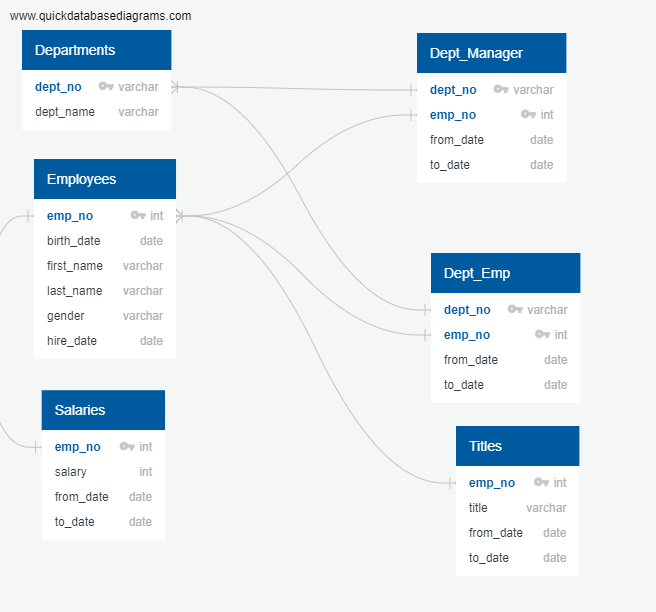 www.quickdatabasediagrams.com
Departments
dept_no varchar
dept_name varchar
Employees
emp_no int
birth_date date
first_name varchar
last_name varchar
gender varchar
hire_date date
Salaries
emp_no int
salary int
from_date date
to_date date
Dept_Manager
dept_no varchar
emp_no int
from_date date
to_date date
Dept_Emp
dept_no varchar
emp_no int
from_date date
to_date date
Titles
emp_no int
title varchar
from_date date
to_date date